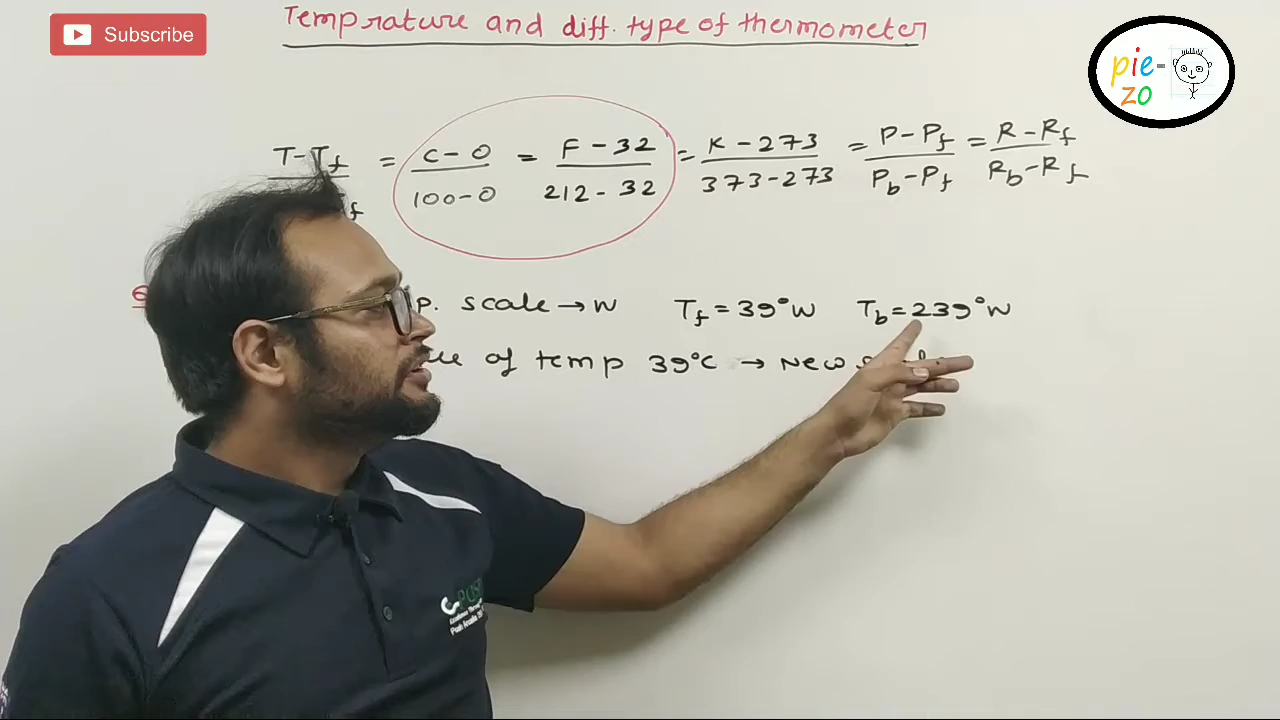 Subscribe
Temprature and diff. type of thermometer
pie-
zo
T-Tf = C-0 = F-32 = K-273 = P-Pf = R-Rf
100-0 212-32 373-273 Pb-Pf Rb-Rf
p. scale → W Tf = 39°W Tb = 239°W
of temp 39°C → New